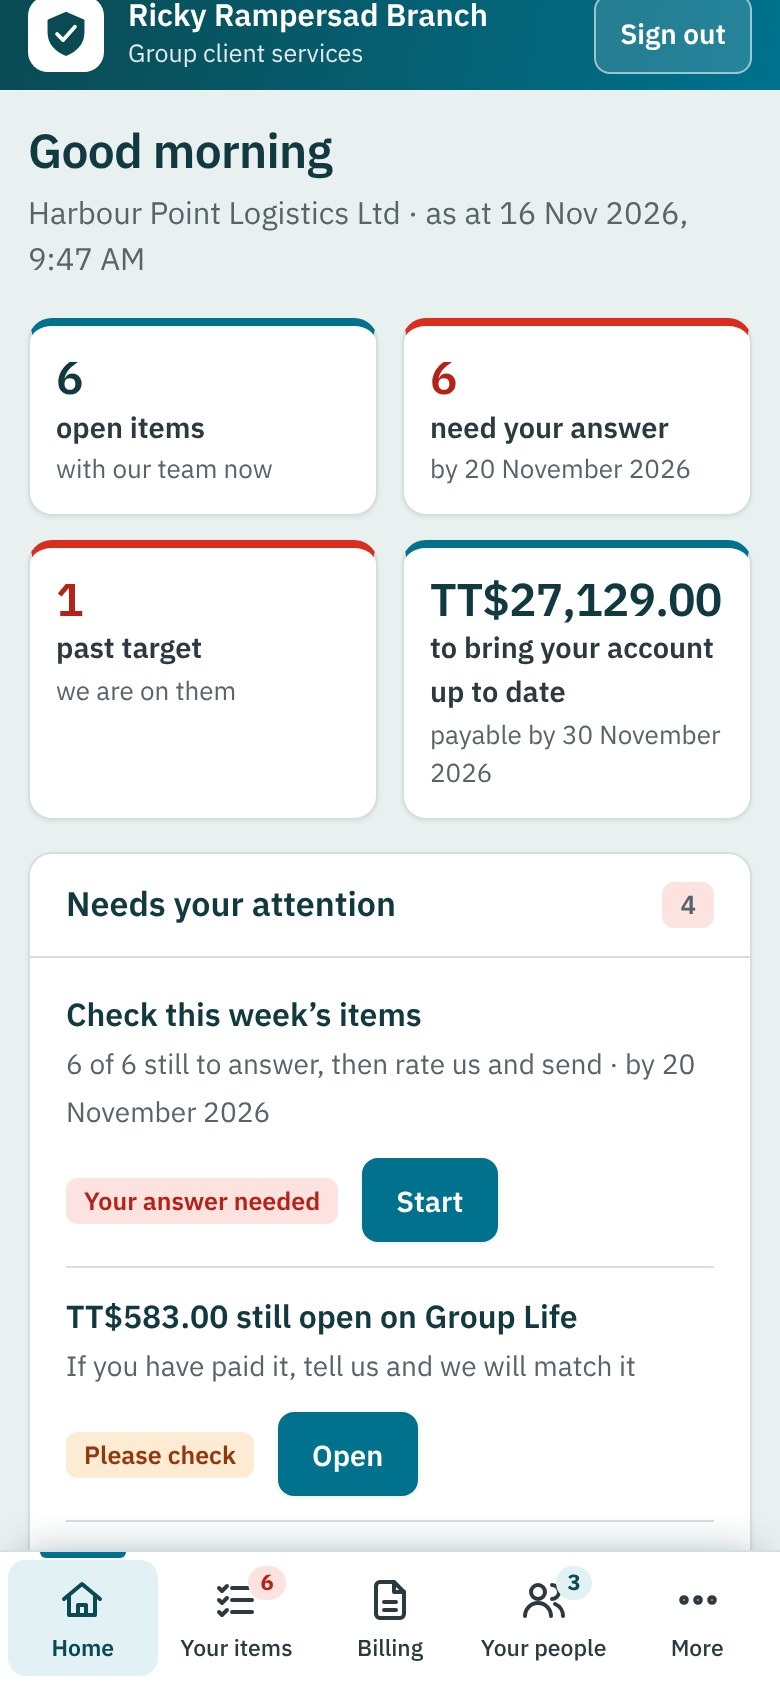 Ricky Rampersad Branch
Group client services
Sign out
Good morning
Harbour Point Logistics Ltd · as at 16 Nov 2026,
9:47 AM
6
open items
with our team now
6
need your answer
by 20 November 2026
1
past target
we are on them
TT$27,129.00
to bring your account
up to date
payable by 30 November
2026
Needs your attention
4
Check this week’s items
6 of 6 still to answer, then rate us and send · by 20
November 2026
Your answer needed
Start
TT$583.00 still open on Group Life
If you have paid it, tell us and we will match it
Please check
Open
Home
6
Your items
Billing
3
Your people
More